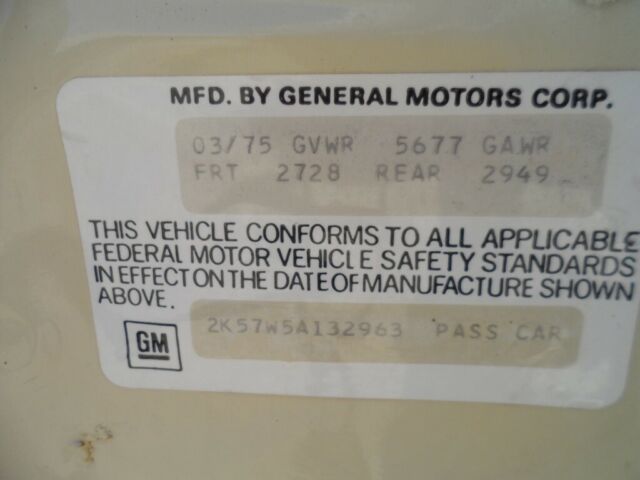 MFD. BY GENERAL MOTORS CORP.
03/75 GVWR 5677 GAWR
FRT 2728 REAR 2949
THIS VEHICLE CONFORMS TO ALL APPLICABLE
FEDERAL MOTOR VEHICLE SAFETY STANDARDS
IN EFFECT ON THE DATE OF MANUFACTURE SHOWN
ABOVE.
GM
2K57W5A132963 PASS CAR